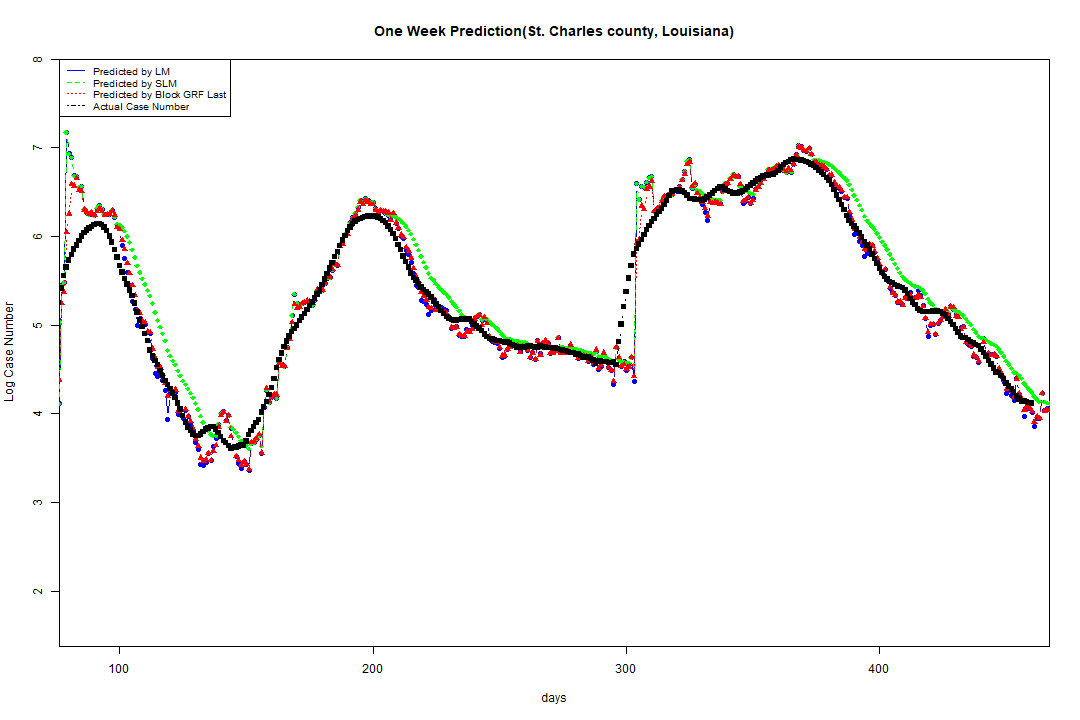 One Week Prediction(St. Charles county, Louisiana)
Predicted by LM
Predicted by SLM
Predicted by Block GRF Last
Actual Case Number
Log Case Number
8
7
6
5
4
3
2
100 200 300 400
days